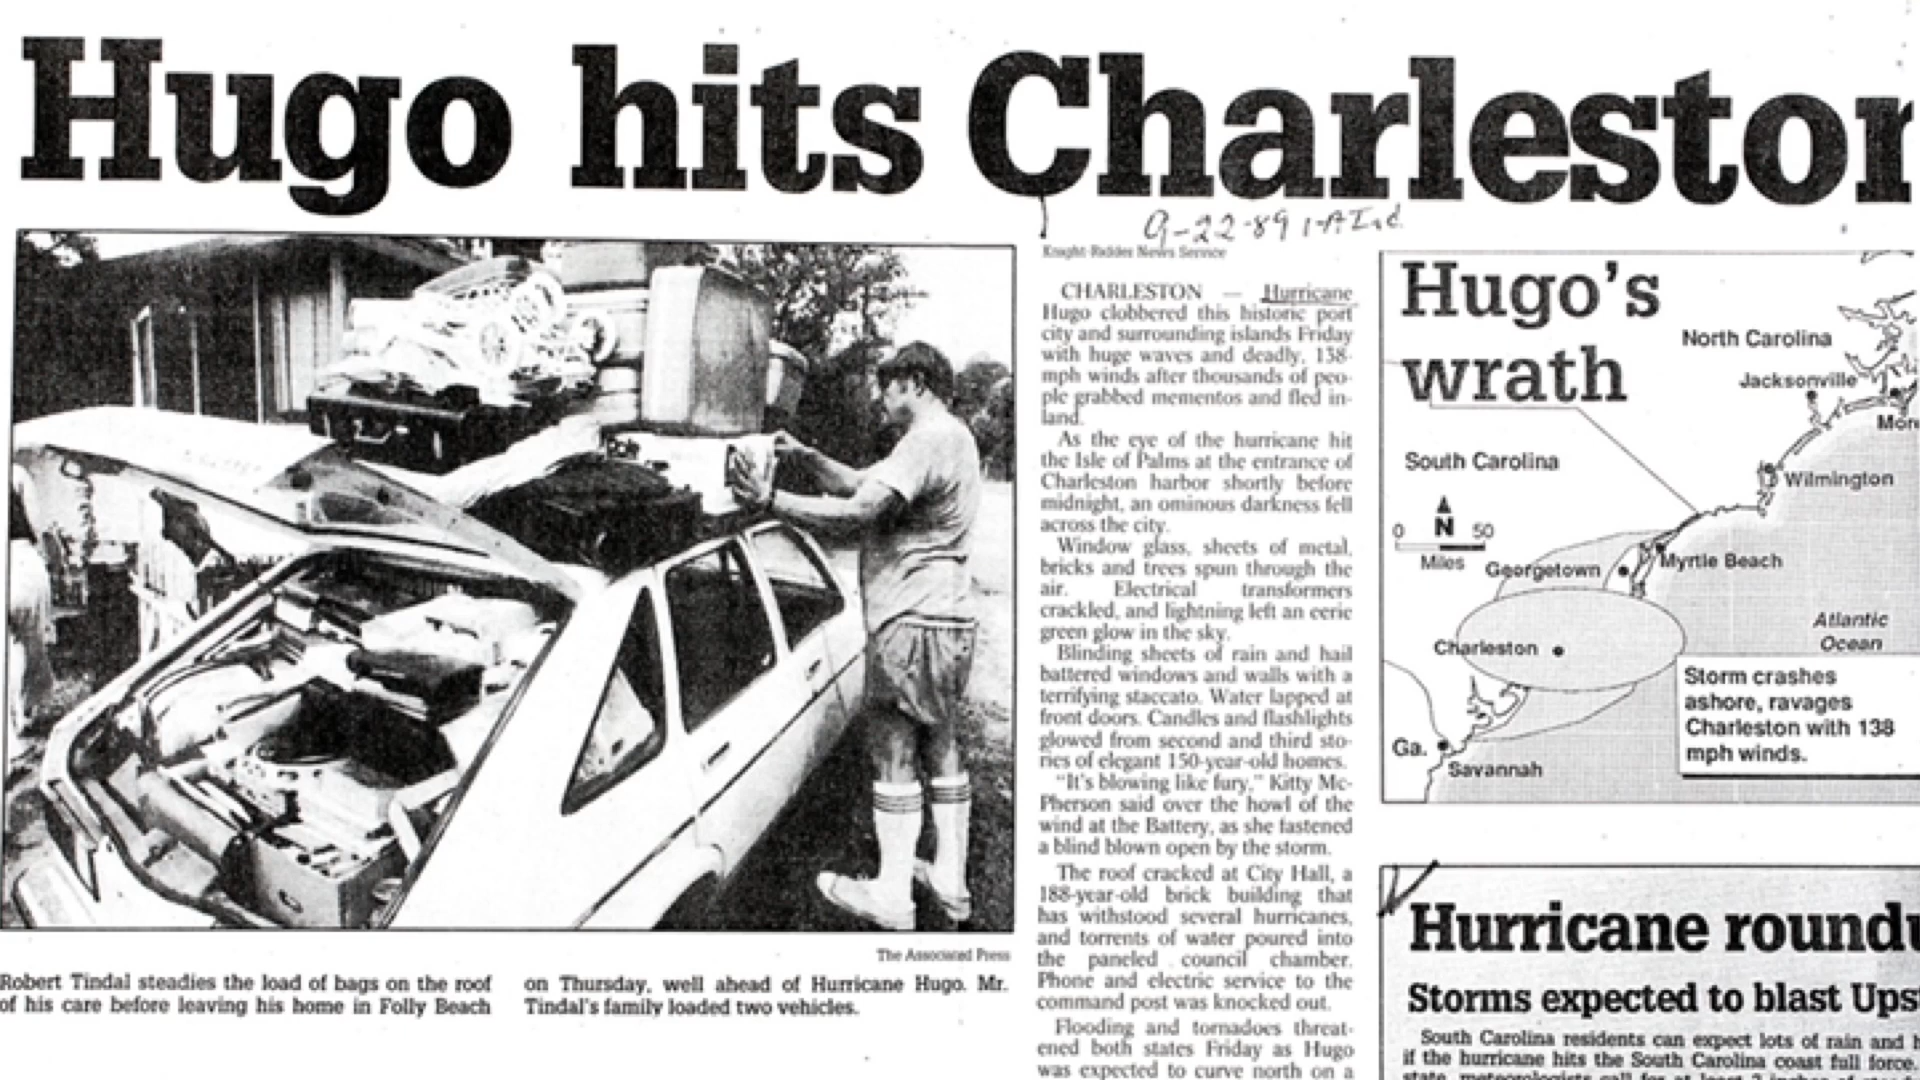 Hugo hits Charleston
9-22-89 1-A Ind.
Knight-Ridder News Service
CHARLESTON — Hurricane
Hugo clobbered this historic port
city and surrounding islands Friday
with huge waves and deadly, 138-
mph winds after thousands of peo-
ple grabbed mementos and fled in-
land.
As the eye of the hurricane hit
the Isle of Palms at the entrance of
Charleston harbor shortly before
midnight, an ominous darkness fell
across the city.
Window glass, sheets of metal,
bricks and trees spun through the
air. Electrical transformers
crackled, and lightning left an eerie
green glow in the sky.
Blinding sheets of rain and hail
battered windows and walls with a
terrifying staccato. Water lapped at
front doors. Candles and flashlights
glowed from second and third sto-
ries of elegant 150-year-old homes.
"It's blowing like fury," Kitty Mc-
Pherson said over the howl of the
wind at the Battery, as she fastened
a blind blown open by the storm.
The roof cracked at City Hall, a
188-year-old brick building that
has withstood several hurricanes,
and torrents of water poured into
the paneled council chamber.
Phone and electric service to the
command post was knocked out.
Flooding and tornadoes threat-
ened both states Friday as Hugo
was expected to curve north on a
The Associated Press
Robert Tindal steadies the load of bags on the roof
of his care before leaving his home in Folly Beach
on Thursday, well ahead of Hurricane Hugo. Mr.
Tindal's family loaded two vehicles.
Hugo's
wrath
North Carolina
Jacksonville
Mor
South Carolina
Wilmington
0 N 50
Miles
Georgetown
Myrtle Beach
Atlantic
Ocean
Charleston
Storm crashes
ashore, ravages
Charleston with 138
mph winds.
Ga.
Savannah
Hurricane roundu
Storms expected to blast Ups
South Carolina residents can expect lots of rain and h
if the hurricane hits the South Carolina coast full force.